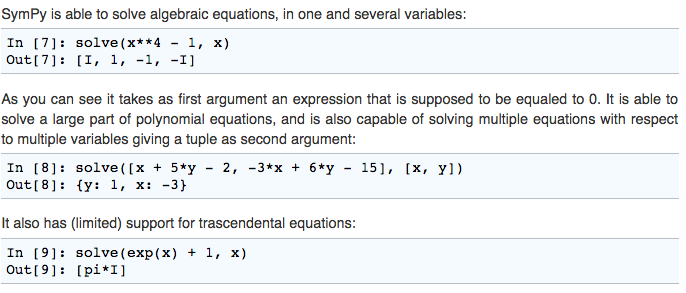 SymPy is able to solve algebraic equations, in one and several variables:
In [7]: solve(x**4 - 1, x)
Out[7]: [I, 1, -1, -I]
As you can see it takes as first argument an expression that is supposed to be equaled to 0. It is able to
solve a large part of polynomial equations, and is also capable of solving multiple equations with respect
to multiple variables giving a tuple as second argument:
In [8]: solve([x + 5*y - 2, -3*x + 6*y - 15], [x, y])
Out[8]: {y: 1, x: -3}
It also has (limited) support for trascendental equations:
In [9]: solve(exp(x) + 1, x)
Out[9]: [pi*I]